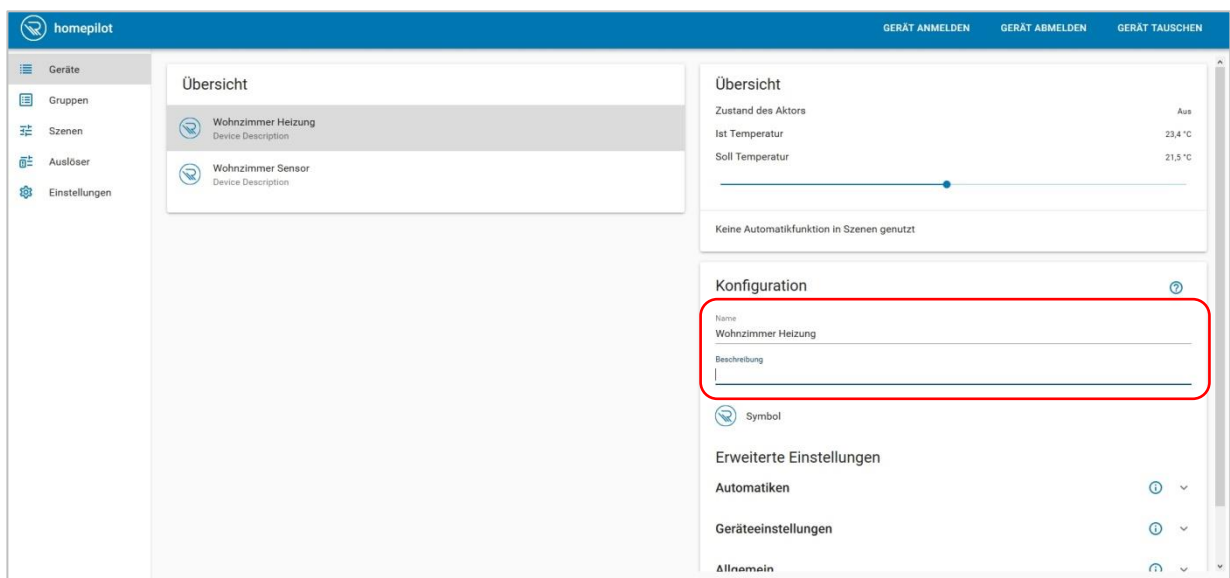 homepilot
GERÄT ANMELDEN
GERÄT ABMELDEN
GERÄT TAUSCHEN
Geräte
Gruppen
Szenen
Auslöser
Einstellungen
Übersicht
Wohnzimmer Heizung
Device Description
Wohnzimmer Sensor
Device Description
Übersicht
Zustand des Aktors Aus
Ist Temperatur 23,4 °C
Soll Temperatur 21,5 °C
Keine Automatikfunktion in Szenen genutzt
Konfiguration
Name
Wohnzimmer Heizung
Beschreibung
Symbol
Erweiterte Einstellungen
Automatiken
Geräteeinstellungen
Allgemein